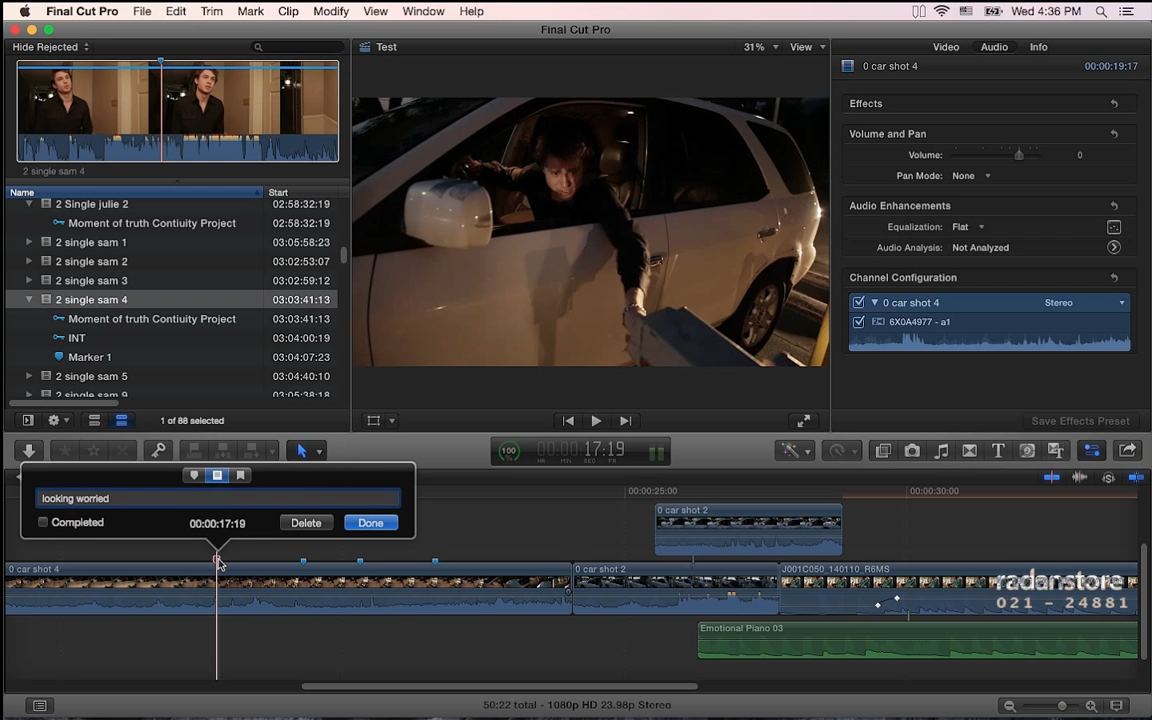 Final Cut Pro File Edit Trim Mark Clip Modify View Window Help Wed 4:36 PM
Final Cut Pro
Hide Rejected Test 31% View Video Audio Info
0 car shot 4 00:00:19:17
Effects
Volume and Pan
Volume: 0
Pan Mode: None
Audio Enhancements
Equalization: Flat
Audio Analysis: Not Analyzed
Channel Configuration
0 car shot 4 Stereo
6X0A4977 - a1
2 single sam 4
Name Start
2 Single julie 2 02:58:32:19
Moment of truth Contiuity Project 02:58:32:19
2 single sam 1 03:05:58:23
2 single sam 2 03:02:53:07
2 single sam 3 03:02:59:12
2 single sam 4 03:03:41:13
Moment of truth Contiuity Project 03:03:41:13
INT 03:04:00:19
Marker 1 03:04:07:23
2 single sam 5 03:04:40:10
2 single sam 9 03:05:38:18
1 of 88 selected Save Effects Preset
100 00:00:17:19
HR MIN SEC FR
looking worried
Completed 00:00:17:19 Delete Done
00:00:25:00 00:00:30:00
0 car shot 2
0 car shot 4 0 car shot 2 J001C050_140110_R6MS
radanstore
021 - 24881
Emotional Piano 03
50:22 total - 1080p HD 23.98p Stereo